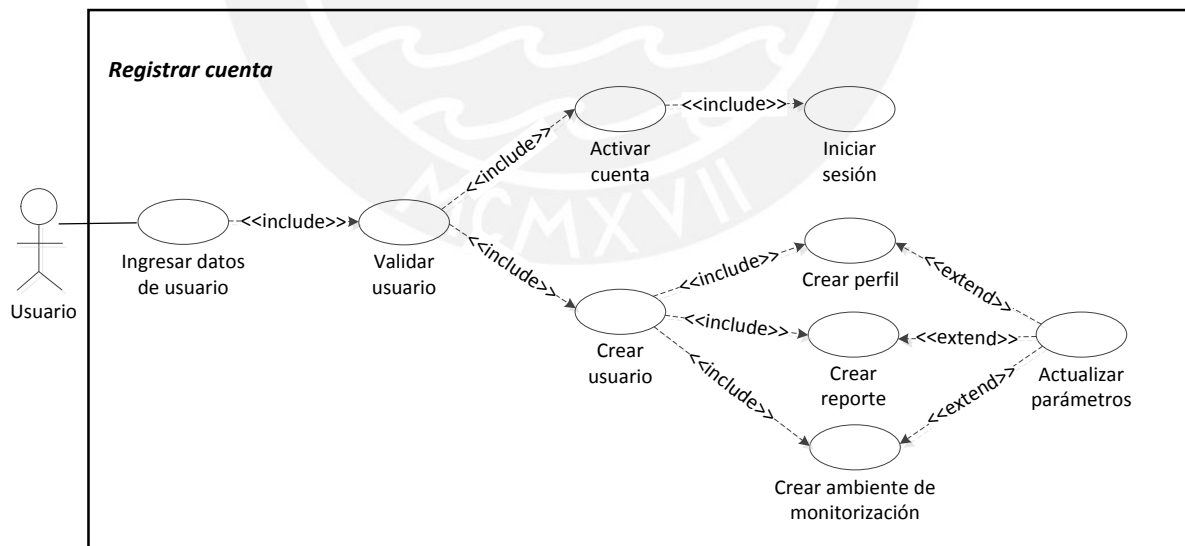 Registrar cuenta
<<include>>
Activar
cuenta
Iniciar
sesión
<<include>>
MCMXVII
Usuario
<<include>>
Ingresar datos
de usuario
Validar
usuario
<<include>>
<<include>>
Crear perfil
<<extend>>
Crear
usuario
<<include>>
Crear
reporte
<<extend>>
Actualizar
parámetros
<<include>>
<<extend>>
Crear ambiente de
monitorización